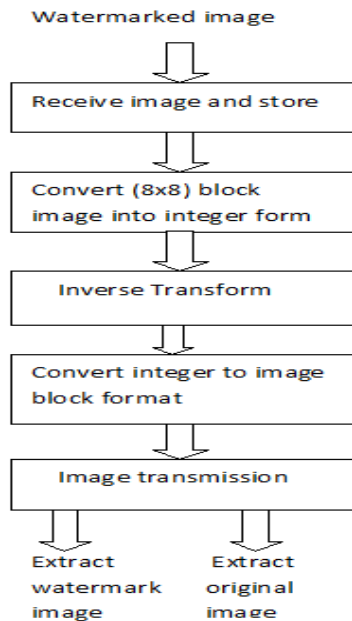 Watermarked image
Receive image and store
Convert (8x8) block
image into integer form
Inverse Transform
Convert integer to image
block format
Image transmission
Extract
watermark
image
Extract
original
image